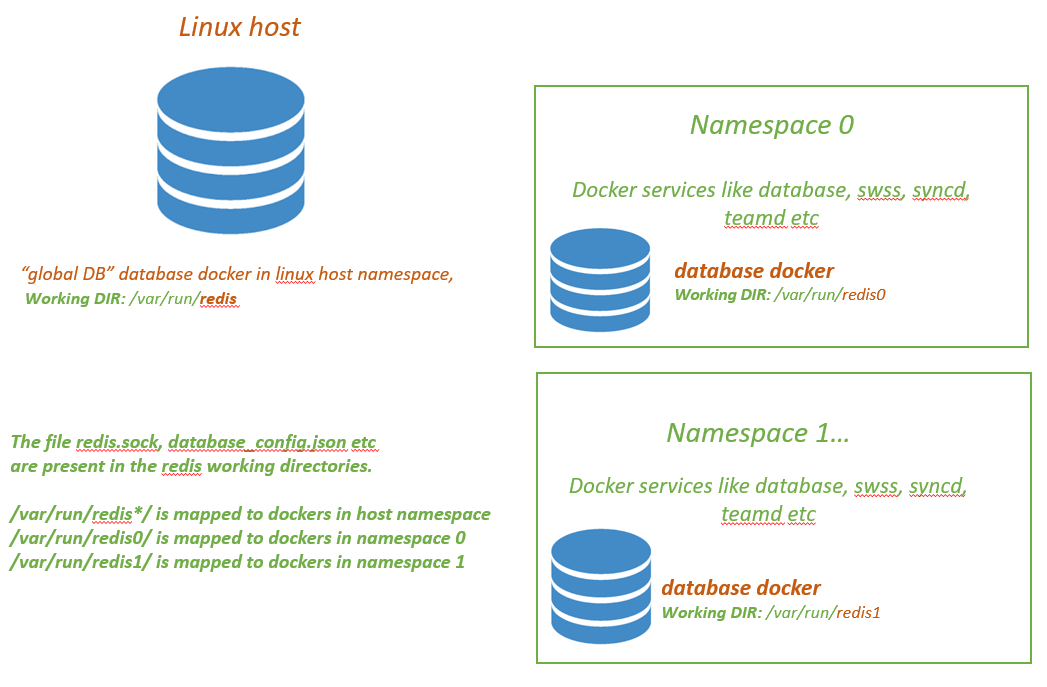 Linux host
“global DB” database docker in linux host namespace,
Working DIR: /var/run/redis
The file redis.sock, database_config.json etc
are present in the redis working directories.
/var/run/redis*/ is mapped to dockers in host namespace
/var/run/redis0/ is mapped to dockers in namespace 0
/var/run/redis1/ is mapped to dockers in namespace 1
Namespace 0
Docker services like database, swss, syncd,
teamd etc
database docker
Working DIR: /var/run/redis0
Namespace 1…
Docker services like database, swss, syncd,
teamd etc
database docker
Working DIR: /var/run/redis1